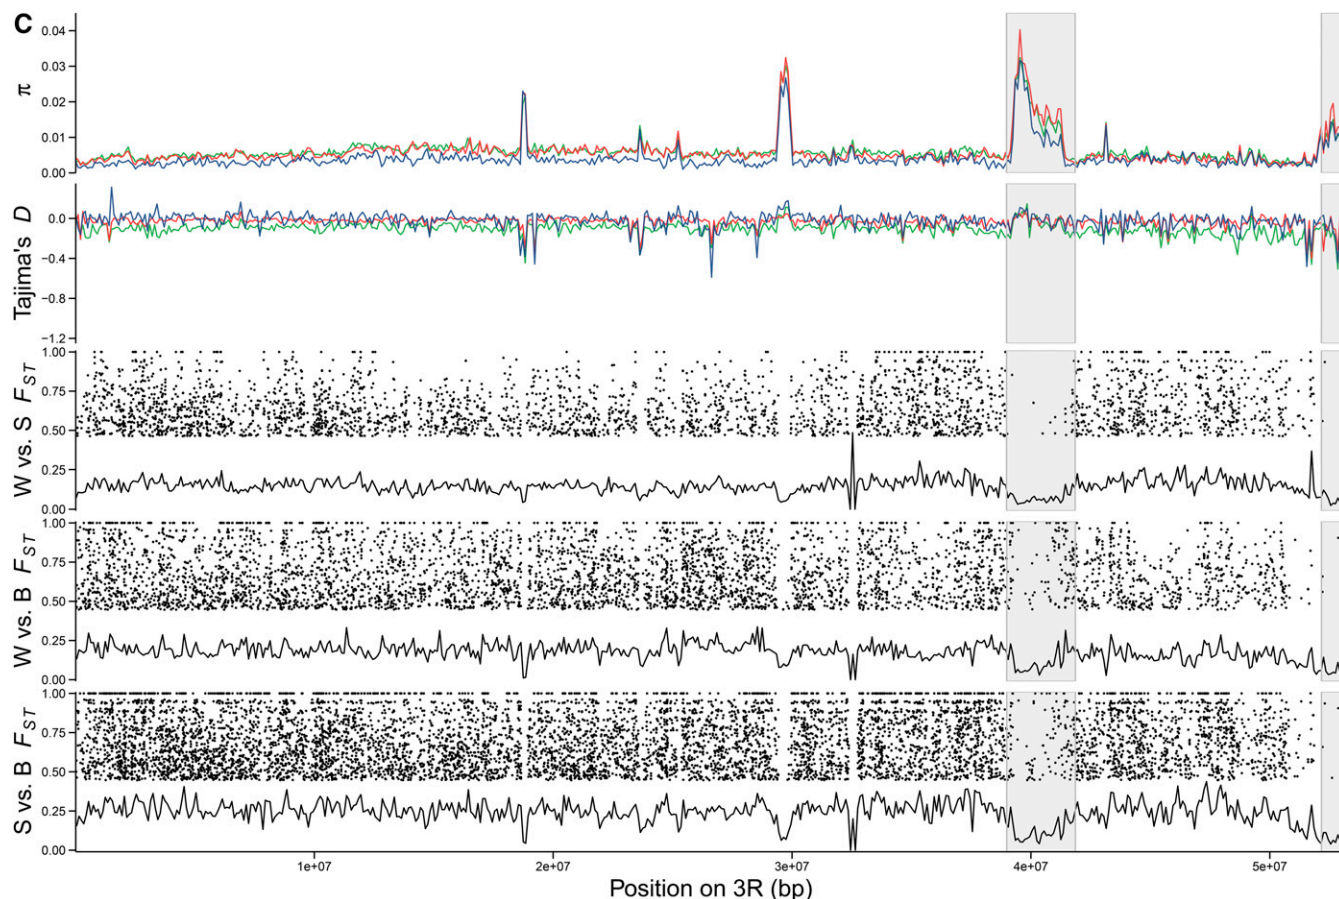 C
π
0.04
0.03
0.02
0.01
0.00
Tajima's D
0.0
−0.4
−0.8
−1.2
W vs. S FST
1.00
0.75
0.50
0.25
0.00
W vs. B FST
1.00
0.75
0.50
0.25
0.00
S vs. B FST
1.00
0.75
0.50
0.25
0.00
1e+07
2e+07
3e+07
4e+07
5e+07
Position on 3R (bp)